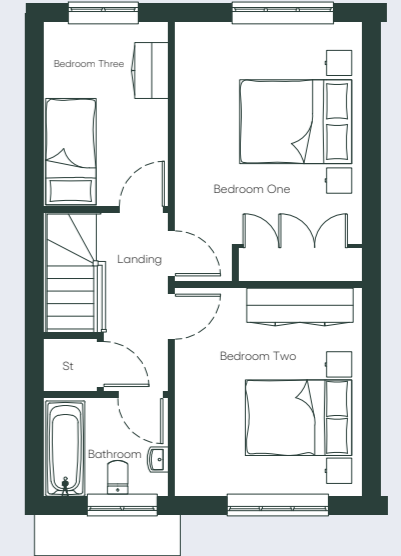 Bedroom Three
Bedroom One
Landing
Bedroom Two
St
Bathroom